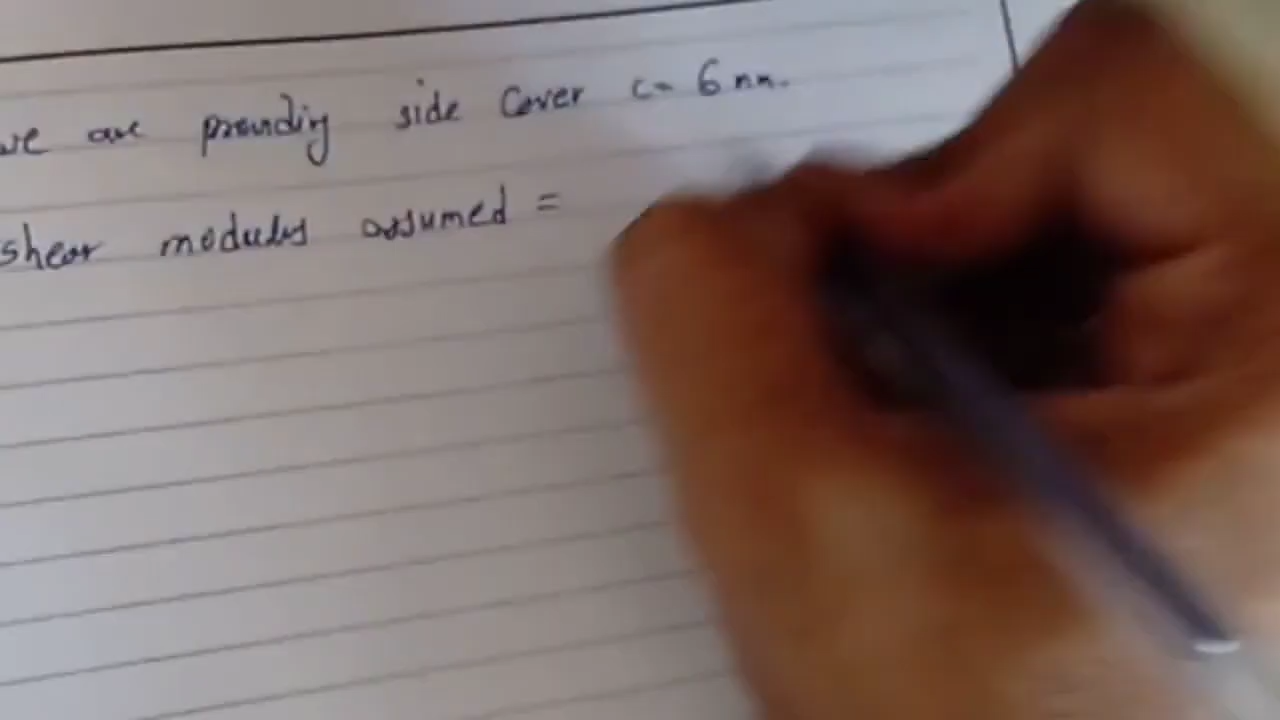 we are providing side cover c= 6 mm.
shear modulus assumed =